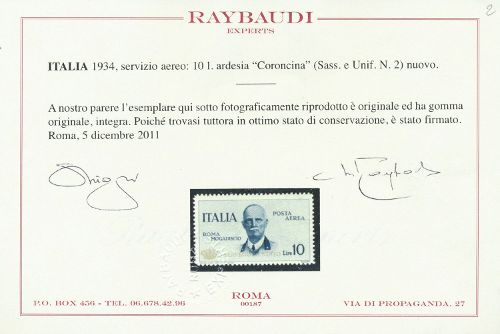 2
RAYBAUDI
EXPERTS
ITALIA 1934, servizio aereo: 10 l. ardesia “Coroncina” (Sass. e Unif. N. 2) nuovo.
A nostro parere l’esemplare qui sotto fotograficamente riprodotto è originale ed ha gomma
originale, integra. Poiché trovasi tuttora in ottimo stato di conservazione, è stato firmato.
Roma, 5 dicembre 2011
ITALIA POSTA
AEREA
ROMA
MOGADISCIO
Lire 10
ROMA
00187
P.O. BOX 456 - TEL. 06.678.42.96
VIA DI PROPAGANDA, 27